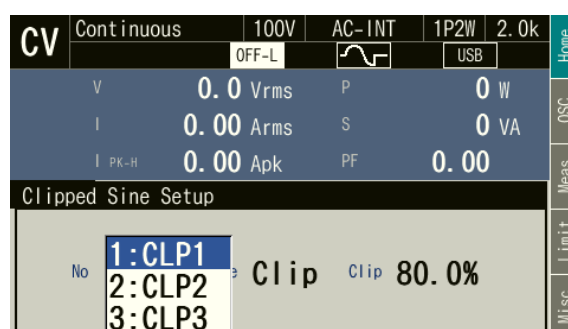 CV Continuous 100V AC-INT 1P2W 2.0k
OFF-L USB
V 0.0 Vrms P 0 W
I 0.00 Arms S 0 VA
I PK-H 0.00 Apk PF 0.00
Clipped Sine Setup
No 1:CLP1 e Clip Clip 80.0%
2:CLP2
3:CLP3
Home
OSC
Meas
Limit
Misc